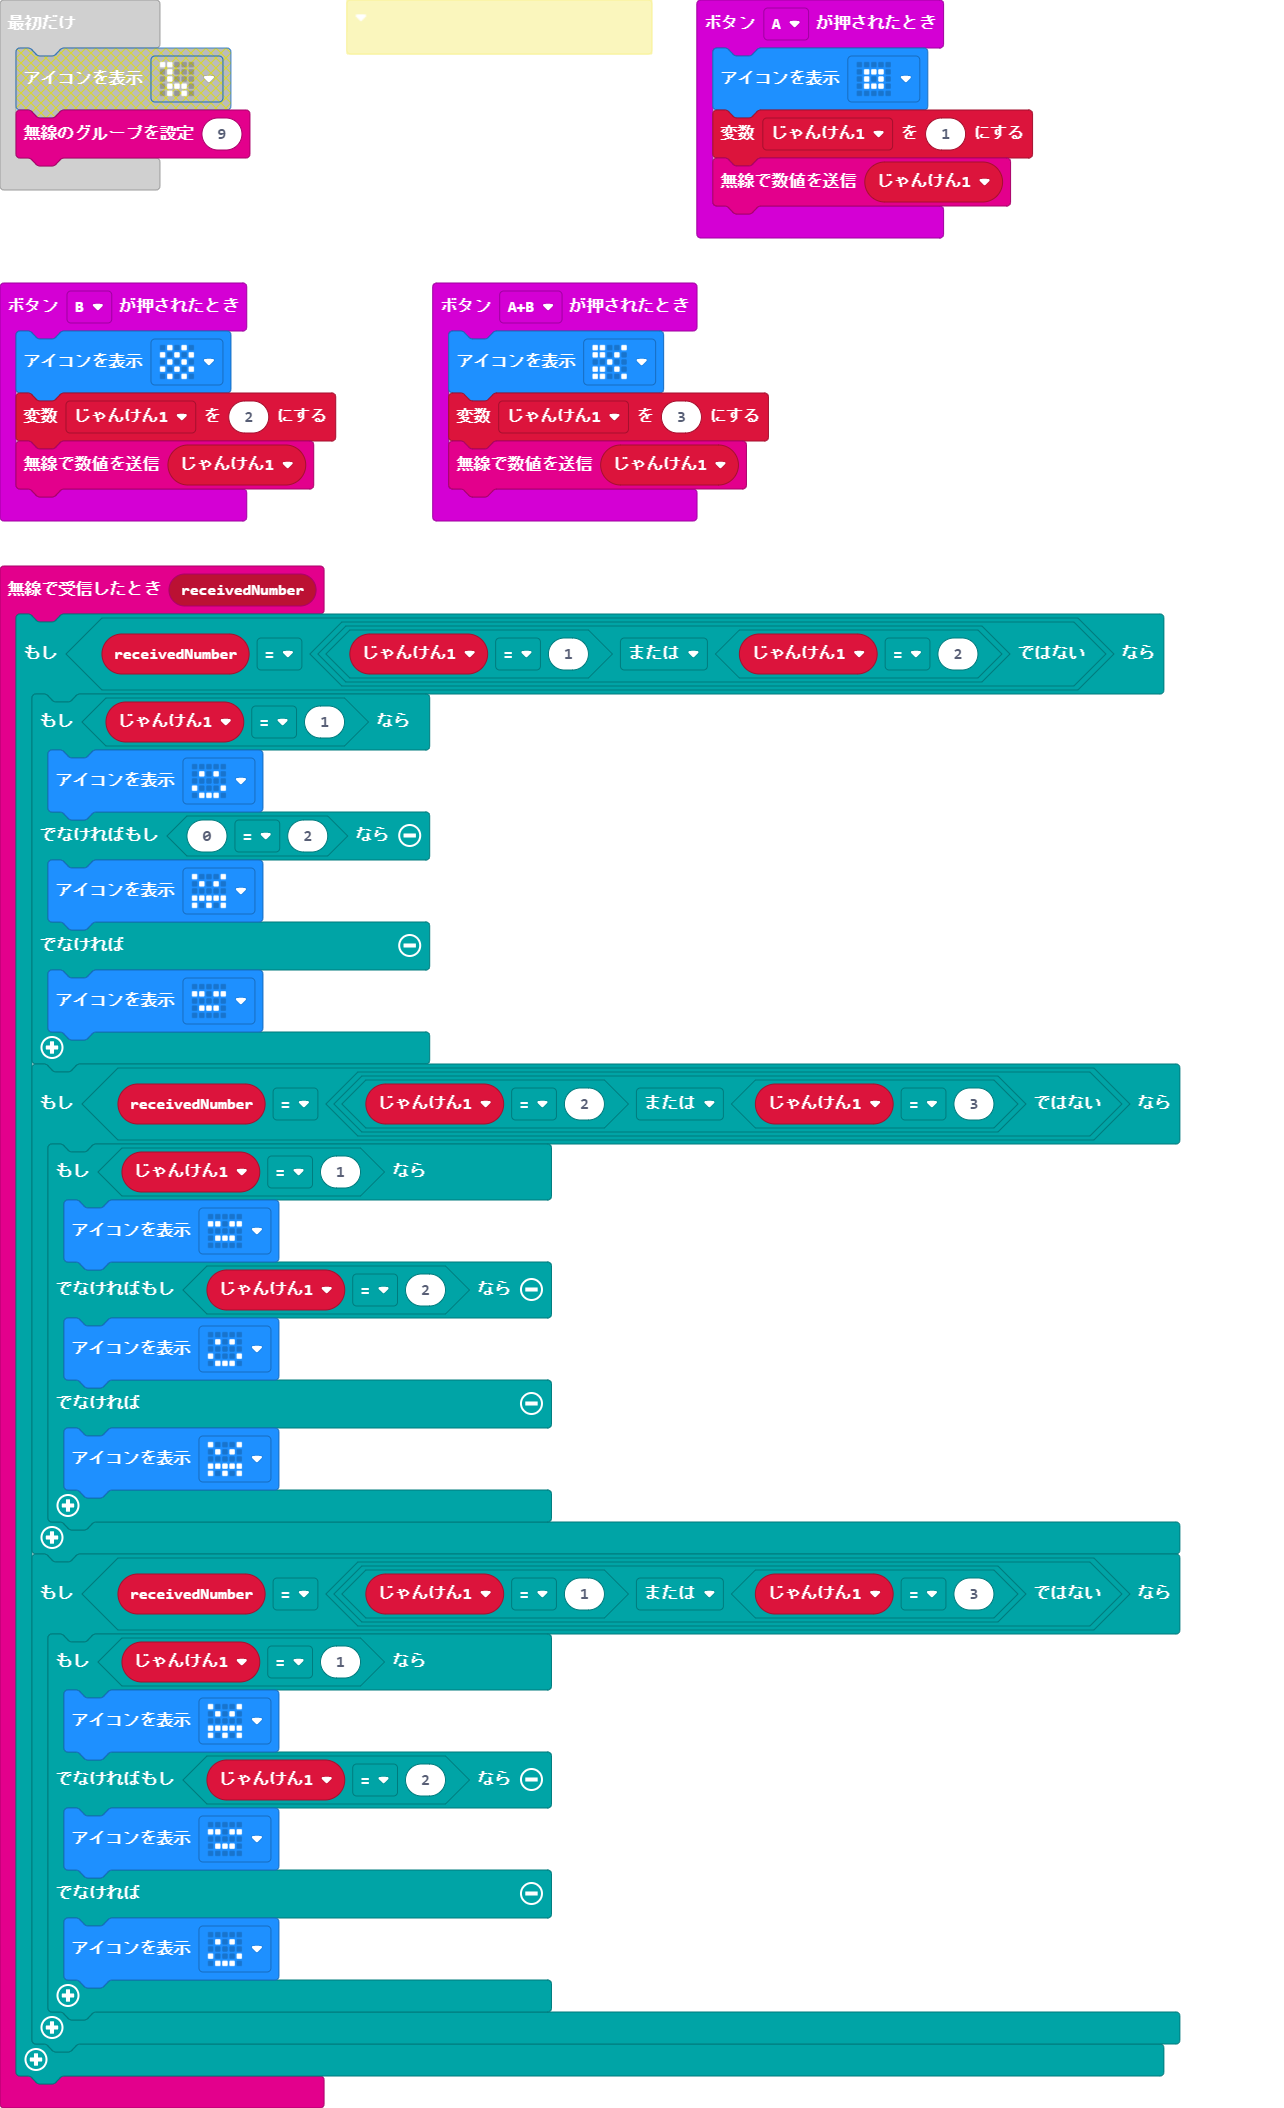 最初だけ
アイコンを表示
無線のグループを設定 9
ボタン A が押されたとき
アイコンを表示
変数 じゃんけん1 を 1 にする
無線で数値を送信 じゃんけん1
ボタン B が押されたとき
アイコンを表示
変数 じゃんけん1 を 2 にする
無線で数値を送信 じゃんけん1
ボタン A+B が押されたとき
アイコンを表示
変数 じゃんけん1 を 3 にする
無線で数値を送信 じゃんけん1
無線で受信したとき receivedNumber
もし receivedNumber = じゃんけん1 = 1 または じゃんけん1 = 2 ではない なら
もし じゃんけん1 = 1 なら
アイコンを表示
でなければもし 0 = 2 なら
アイコンを表示
でなければ
アイコンを表示
もし receivedNumber = じゃんけん1 = 2 または じゃんけん1 = 3 ではない なら
もし じゃんけん1 = 1 なら
アイコンを表示
でなければもし じゃんけん1 = 2 なら
アイコンを表示
でなければ
アイコンを表示
もし receivedNumber = じゃんけん1 = 1 または じゃんけん1 = 3 ではない なら
もし じゃんけん1 = 1 なら
アイコンを表示
でなければもし じゃんけん1 = 2 なら
アイコンを表示
でなければ
アイコンを表示